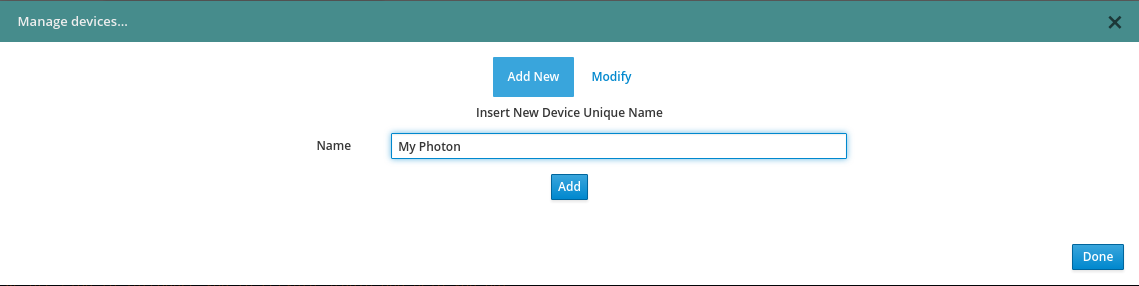 Manage devices...
Add New Modify
Insert New Device Unique Name
Name My Photon
Add
Done